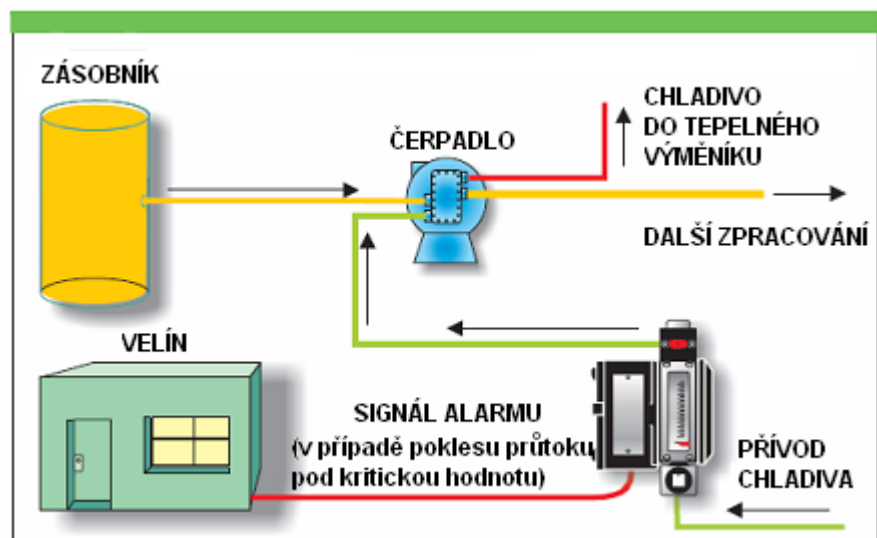 ZÁSOBNÍK
ČERPADLO
CHLADIVO
DO TEPELNÉHO
VÝMĚNÍKU
DALŠÍ ZPRACOVÁNÍ
VELÍN
SIGNÁL ALARMU
(v případě poklesu průtoku
pod kritickou hodnotu)
PŘÍVOD
CHLADIVA